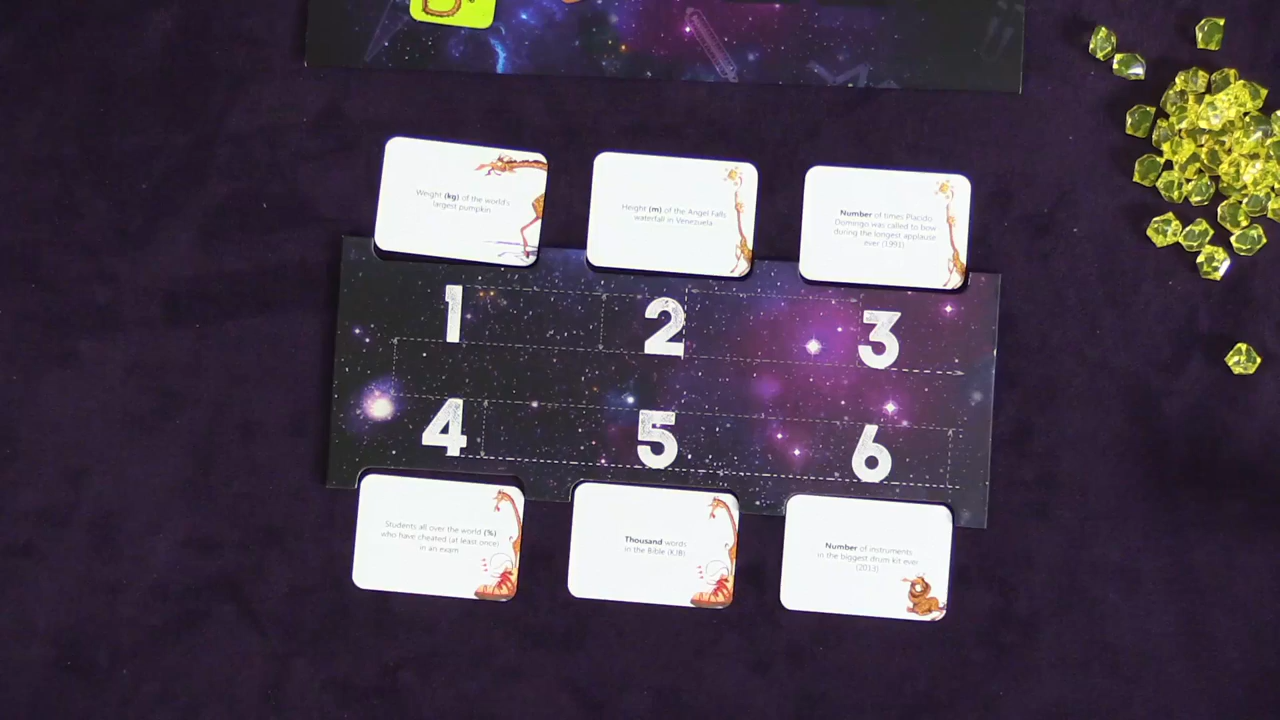 Weight (kg) of the world's
largest pumpkin
Height (m) of the Angel Falls
waterfall in Venezuela
Number of times Placido
Domingo was called to bow
during the longest applause
ever (1991)
1
2
3
4
5
6
Students all over the world (%)
who have cheated (at least once)
in an exam
Thousand words
in the Bible (KJB)
Number of instruments
in the biggest drum kit ever
(2013)